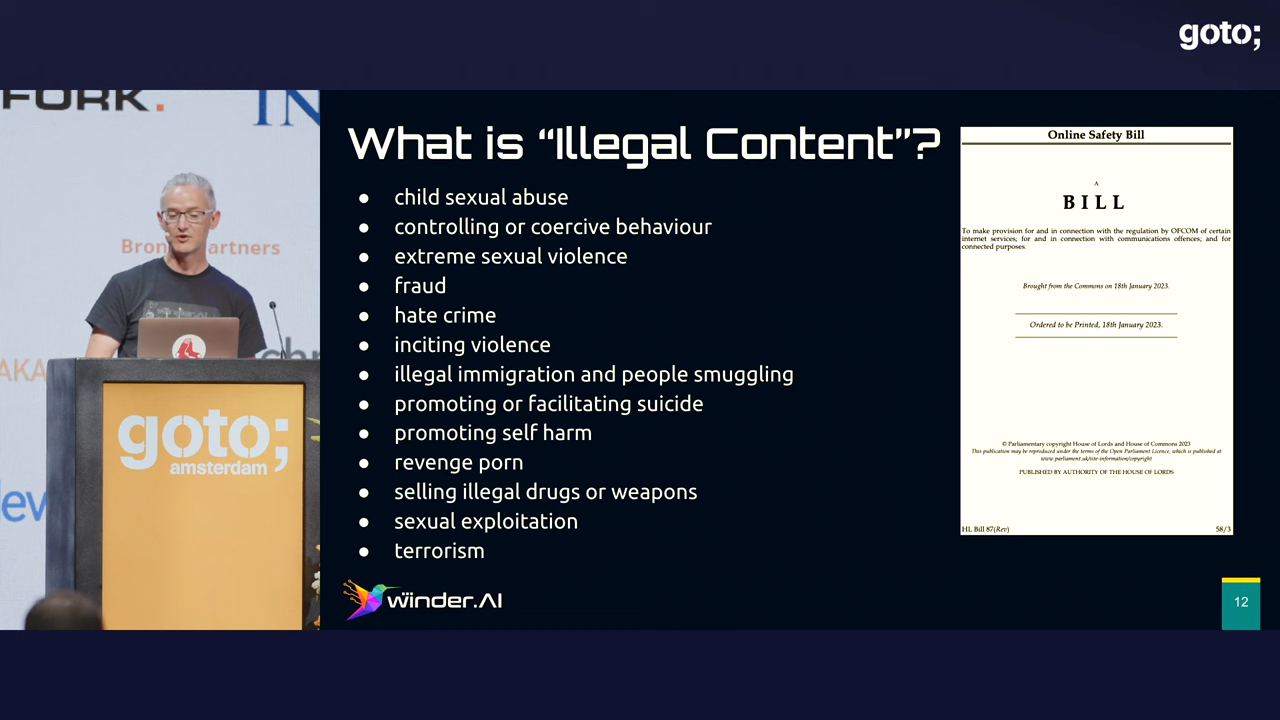 goto;
FORK.
IN
Bron artners
AKA
goto;
amsterdam
What is “Illegal Content”?
● child sexual abuse
● controlling or coercive behaviour
● extreme sexual violence
● fraud
● hate crime
● inciting violence
● illegal immigration and people smuggling
● promoting or facilitating suicide
● promoting self harm
● revenge porn
● selling illegal drugs or weapons
● sexual exploitation
● terrorism
winder.AI
Online Safety Bill
A
BILL
To make provision for and in connection with the regulation by OFCOM of certain
internet services; for and in connection with communications offences; and for
connected purposes.
Brought from the Commons on 18th January 2023.
Ordered to be Printed, 18th January 2023.
© Parliamentary copyright House of Lords and House of Commons 2023
This publication may be reproduced under the terms of the Open Parliament Licence, which is published at
www.parliament.uk/site-information/copyright
PUBLISHED BY AUTHORITY OF THE HOUSE OF LORDS
HL Bill 87(Rev) 58/3
12